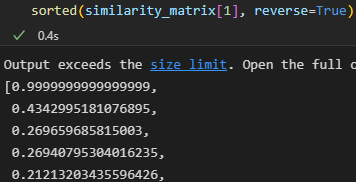 sorted(similarity_matrix[1], reverse=True)
0.4s
Output exceeds the size limit. Open the full
[0.9999999999999999,
0.4342995181076895,
0.269659685815003,
0.26940795304016235,
0.21213203435596426,